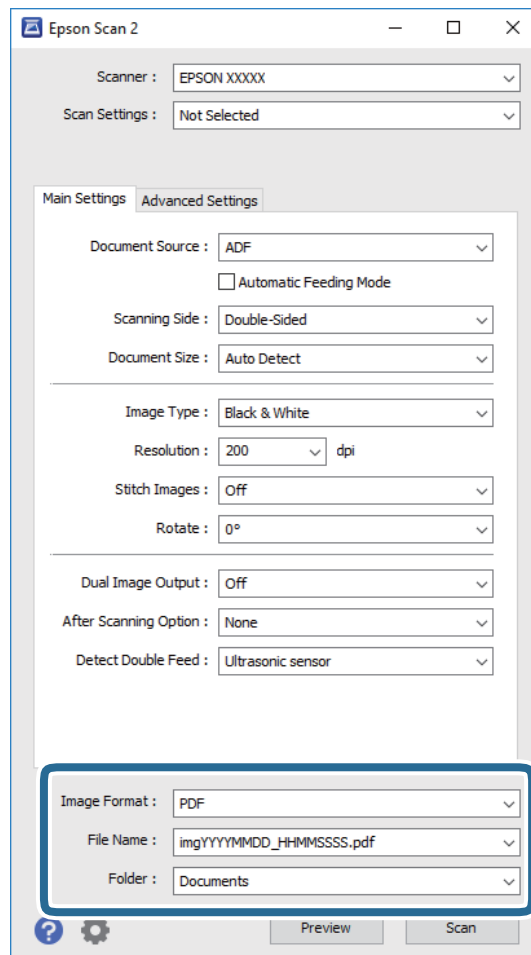 Epson Scan 2
Scanner : EPSON XXXXX
Scan Settings : Not Selected
Main Settings Advanced Settings
Document Source : ADF
Automatic Feeding Mode
Scanning Side : Double-Sided
Document Size : Auto Detect
Image Type : Black & White
Resolution : 200 dpi
Stitch Images : Off
Rotate : 0°
Dual Image Output : Off
After Scanning Option : None
Detect Double Feed : Ultrasonic sensor
Image Format : PDF
File Name : imgYYYYMMDD_HHMMSSSS.pdf
Folder : Documents
? Preview Scan